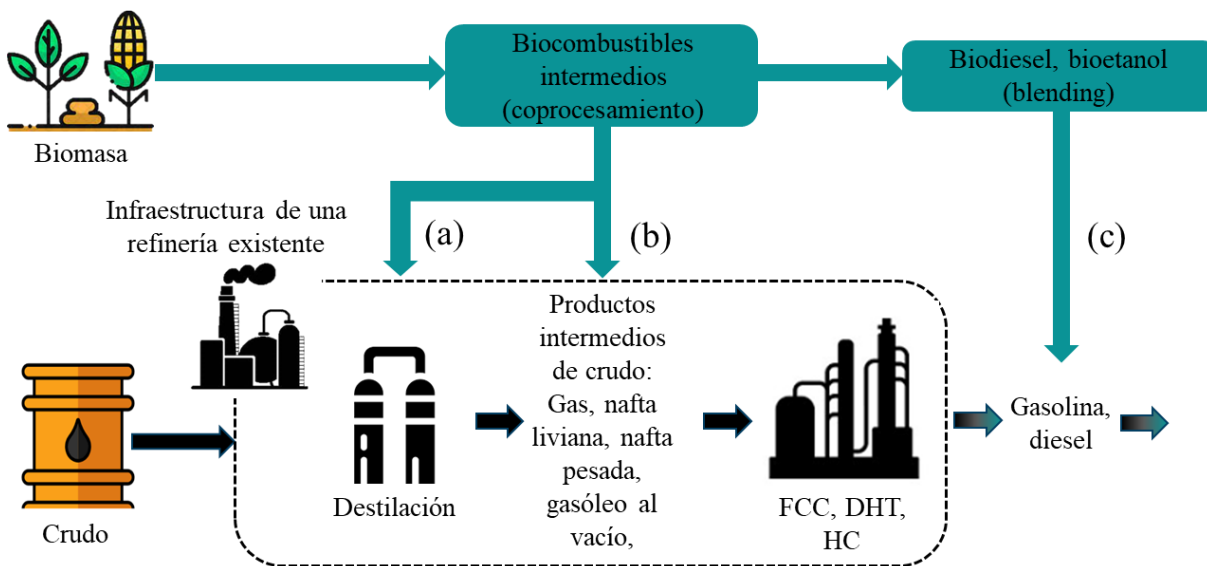 Biocombustibles
intermedios
(coprocesamiento)
Biodiesel, bioetanol
(blending)
Biomasa
Infraestructura de una
refinería existente
(a)
(b)
(c)
Productos
intermedios
de crudo:
Gas, nafta
liviana, nafta
pesada,
gasóleo al
vacío,
Gasolina,
diesel
Destilación
FCC, DHT,
HC
Crudo